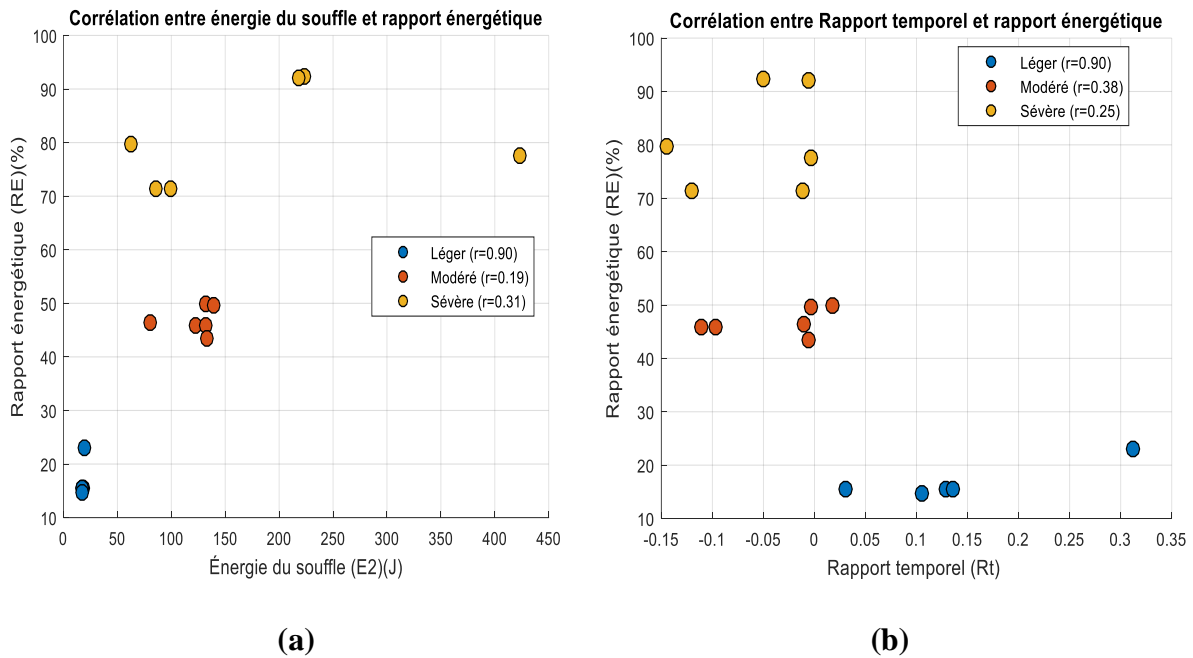 Corrélation entre énergie du souffle et rapport énergétique
100
90
80
70
60
50
40
30
20
10
Rapport énergétique (RE)(%)
Léger (r=0.90)
Modéré (r=0.19)
Sévère (r=0.31)
0 50 100 150 200 250 300 350 400 450
Énergie du souffle (E2)(J)
(a)
Corrélation entre Rapport temporel et rapport énergétique
100
90
80
70
60
50
40
30
20
10
Rapport énergétique (RE)(%)
Léger (r=0.90)
Modéré (r=0.38)
Sévère (r=0.25)
-0.15 -0.1 -0.05 0 0.05 0.1 0.15 0.2 0.25 0.3 0.35
Rapport temporel (Rt)
(b)